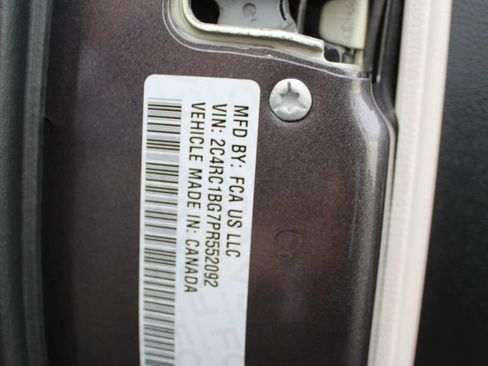 MFD BY: FCA US LLC
VIN: 2C4RC1BG7PR552092
VEHICLE MADE IN: CANADA